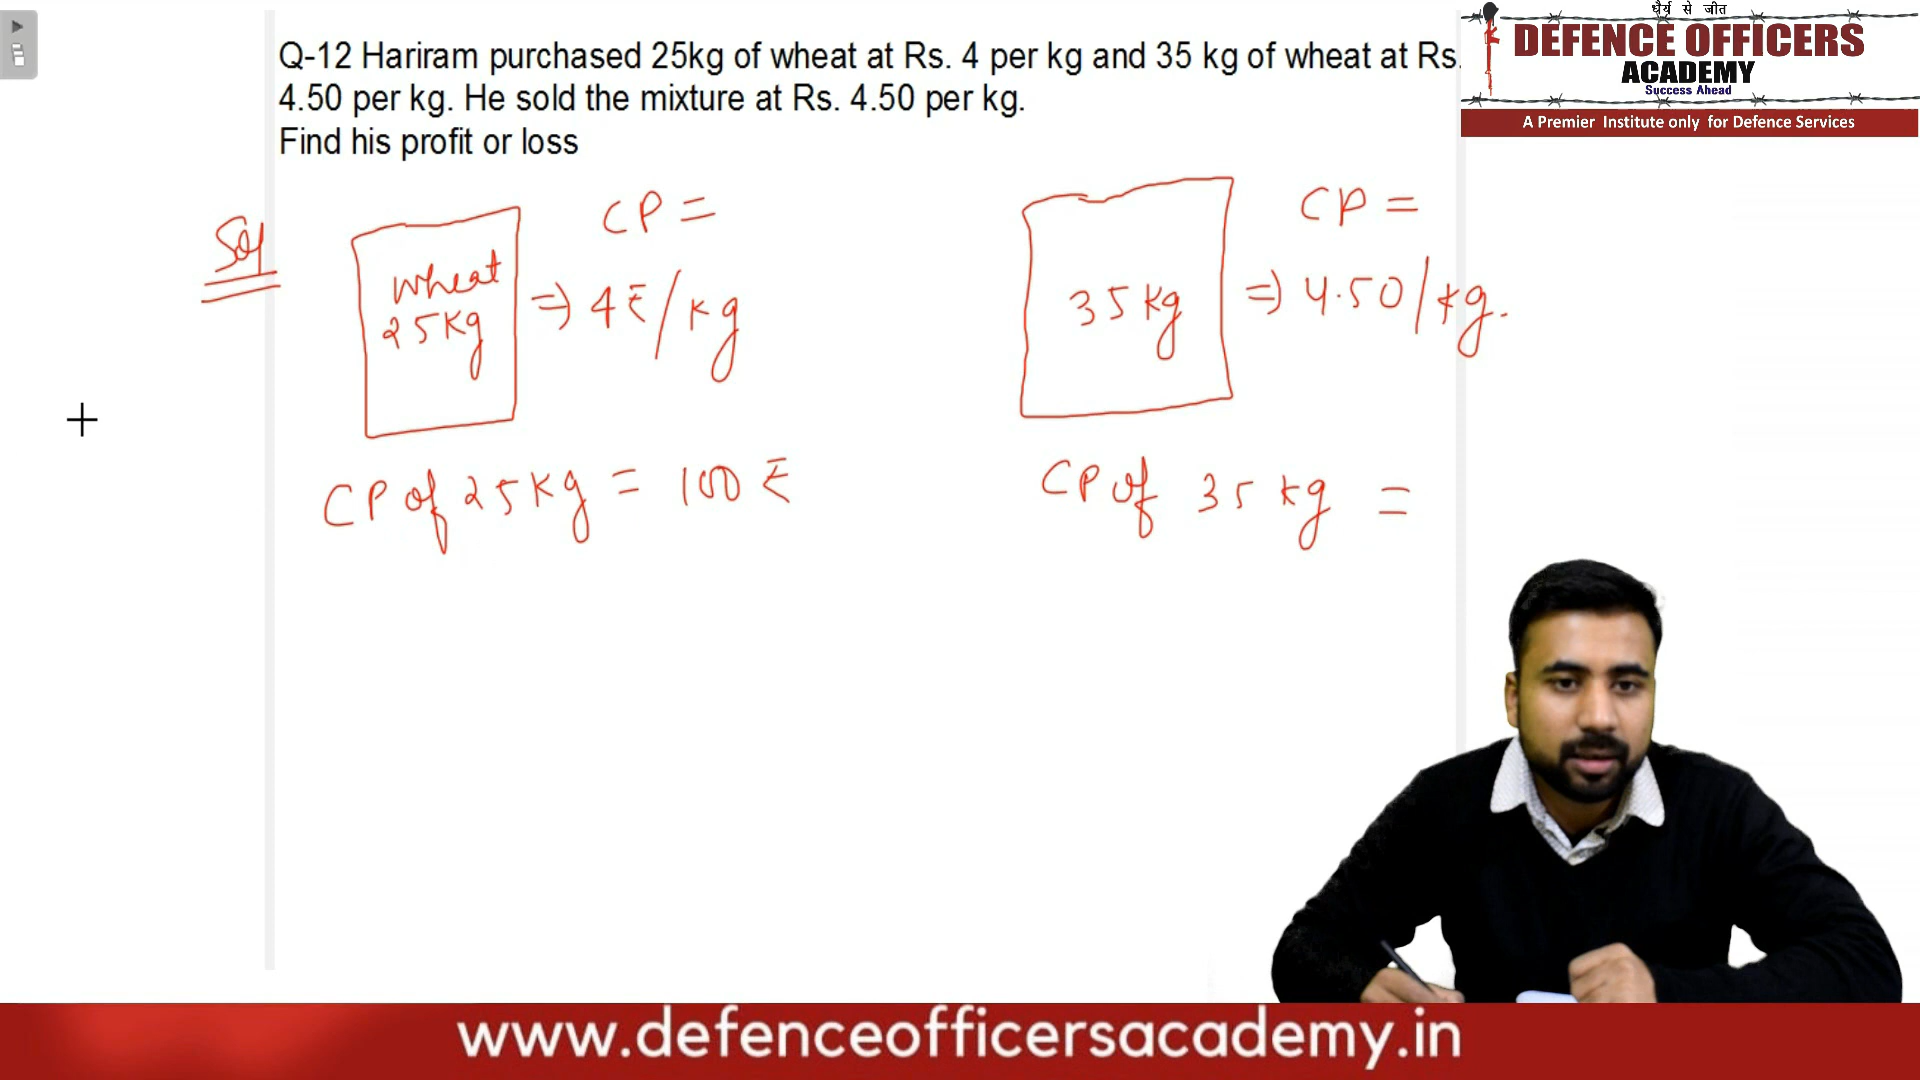 Q-12 Hariram purchased 25kg of wheat at Rs. 4 per kg and 35 kg of wheat at Rs.
4.50 per kg. He sold the mixture at Rs. 4.50 per kg.
Find his profit or loss
धैर्य से जीत
DEFENCE OFFICERS
ACADEMY
Success Ahead
A Premier Institute only for Defence Services
Sol
wheat
25kg
CP =
⇒ 4₹/kg
35kg
CP =
⇒ 4.50/kg.
CP of 25kg = 100 ₹
CP of 35 kg =
www.defenceofficersacademy.in